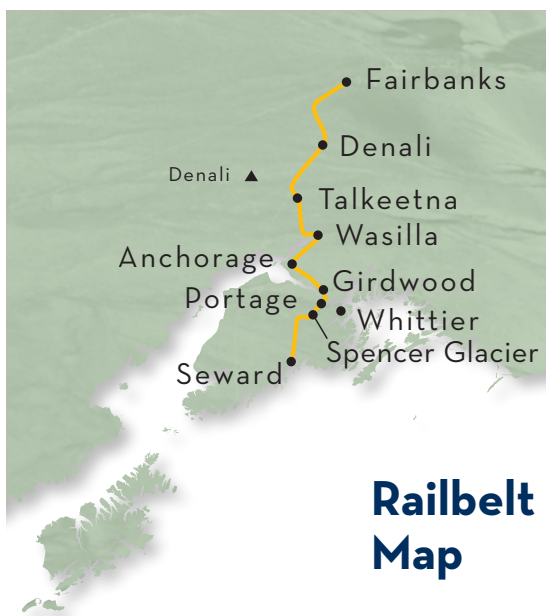 Fairbanks
Denali
Denali
Talkeetna
Wasilla
Anchorage
Girdwood
Portage
Whittier
Spencer Glacier
Seward
Railbelt
Map